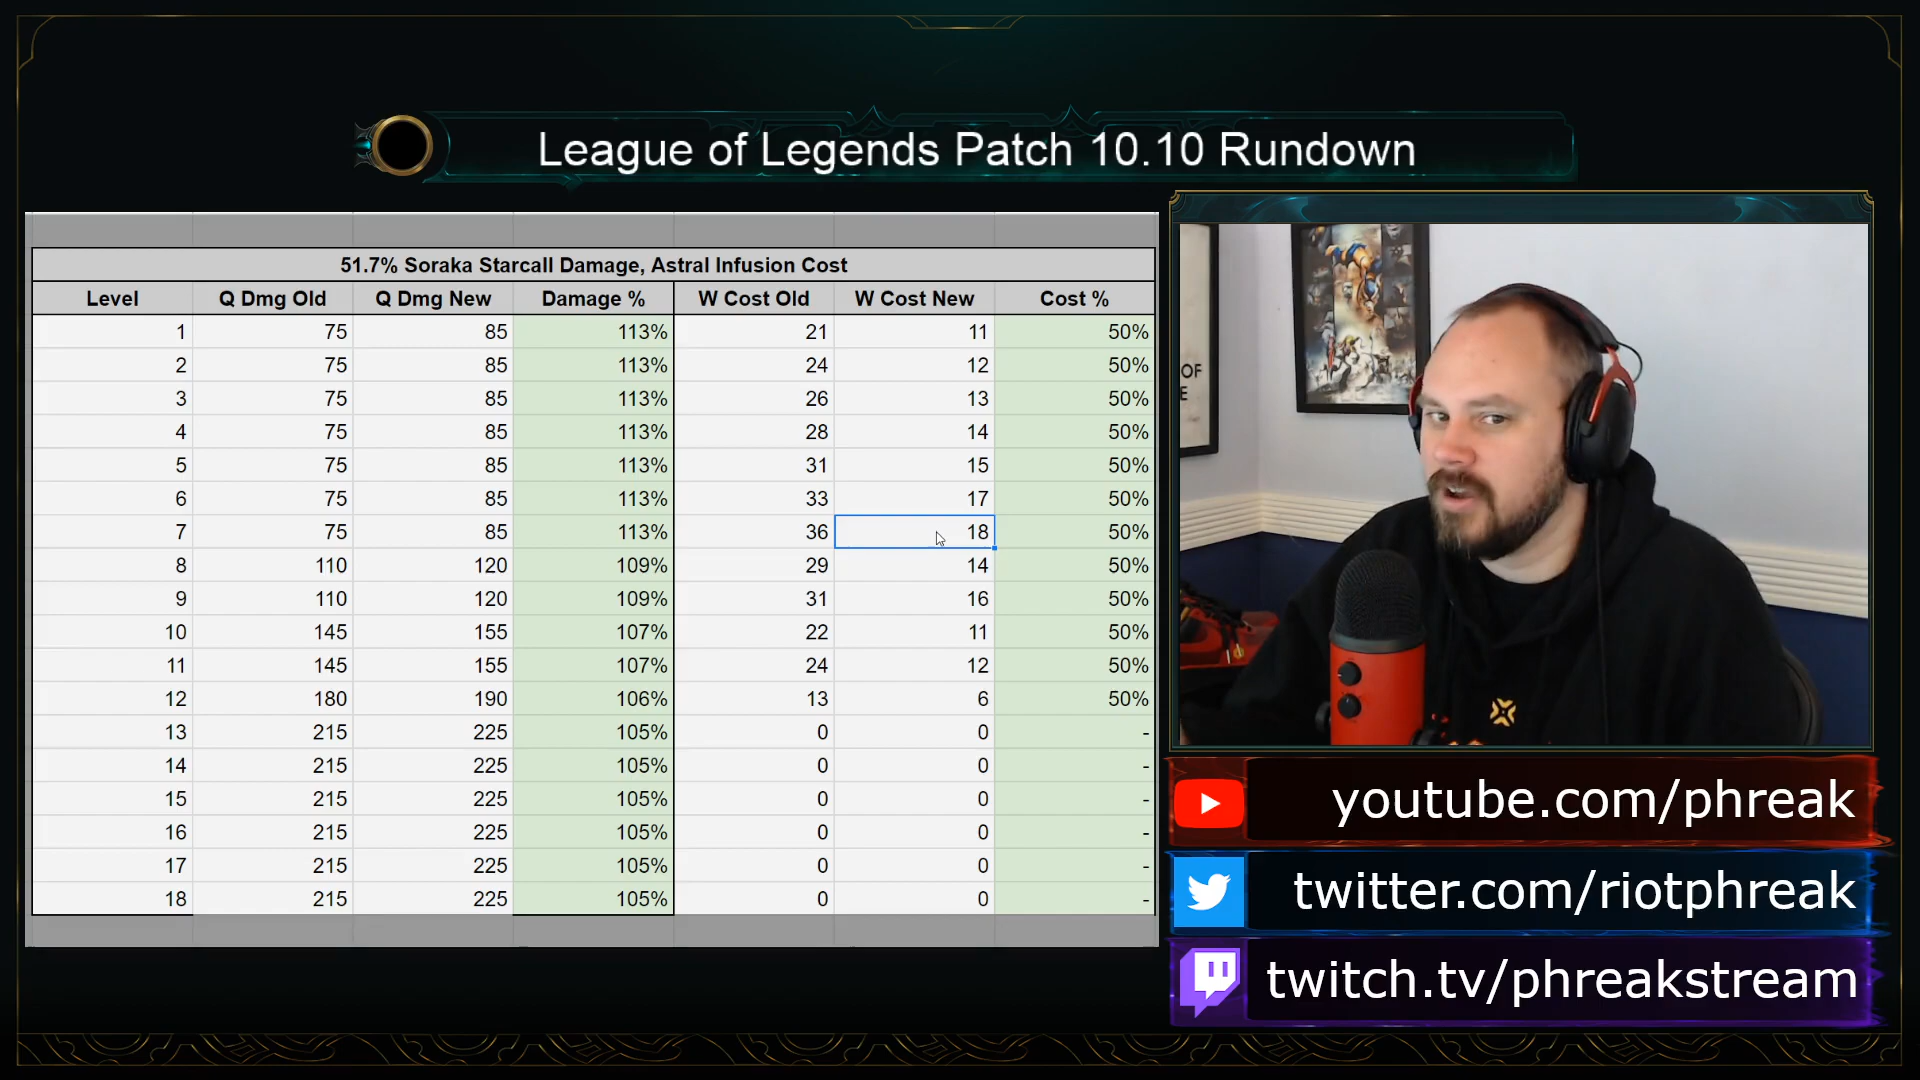 League of Legends Patch 10.10 Rundown
51.7% Soraka Starcall Damage, Astral Infusion Cost
Level Q Dmg Old Q Dmg New Damage % W Cost Old W Cost New Cost %
1 75 85 113% 21 11 50%
2 75 85 113% 24 12 50%
3 75 85 113% 26 13 50%
4 75 85 113% 28 14 50%
5 75 85 113% 31 15 50%
6 75 85 113% 33 17 50%
7 75 85 113% 36 18 50%
8 110 120 109% 29 14 50%
9 110 120 109% 31 16 50%
10 145 155 107% 22 11 50%
11 145 155 107% 24 12 50%
12 180 190 106% 13 6 50%
13 215 225 105% 0 0 -
14 215 225 105% 0 0 -
15 215 225 105% 0 0 -
16 215 225 105% 0 0 -
17 215 225 105% 0 0 -
18 215 225 105% 0 0 -
OF
E
youtube.com/phreak
twitter.com/riotphreak
twitch.tv/phreakstream